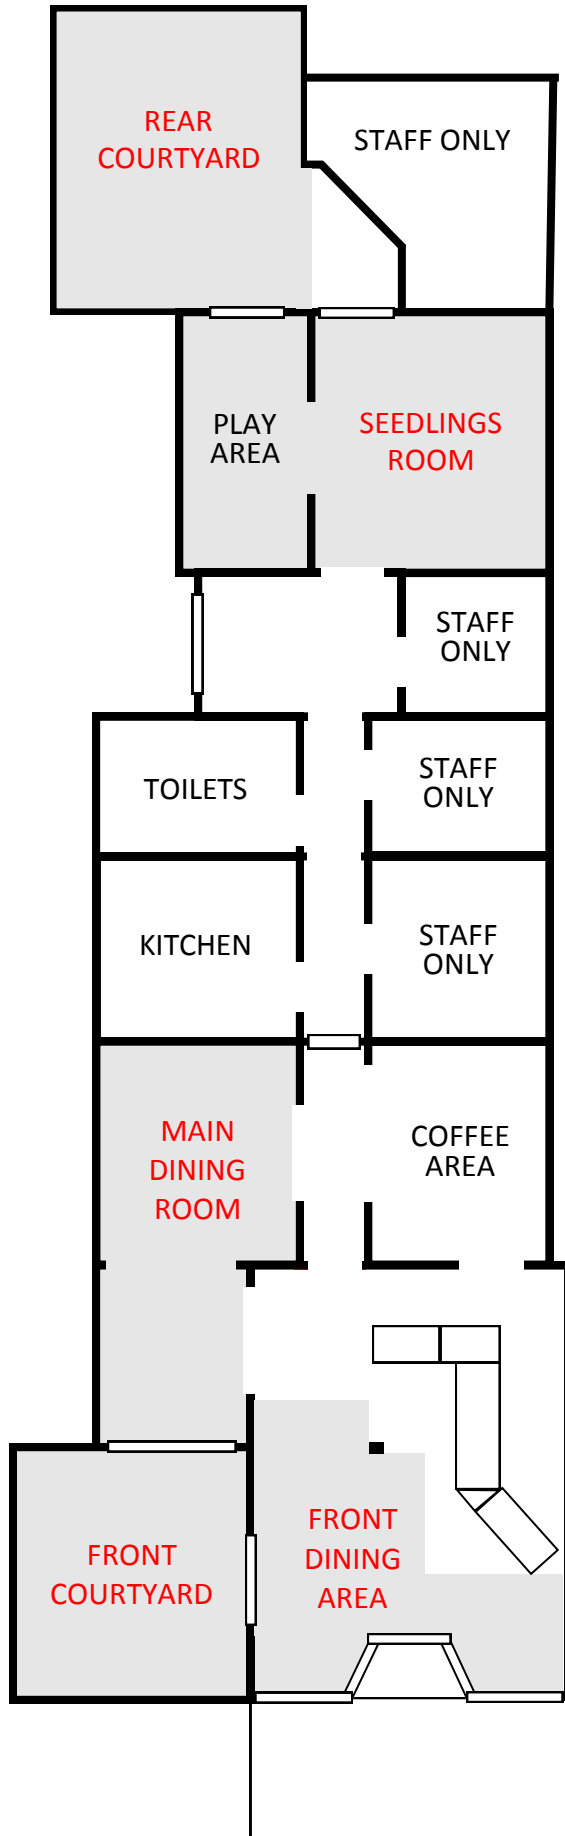 REAR
COURTYARD
STAFF ONLY
PLAY
AREA
SEEDLINGS
ROOM
STAFF
ONLY
TOILETS
STAFF
ONLY
KITCHEN
STAFF
ONLY
MAIN
DINING
ROOM
COFFEE
AREA
FRONT
COURTYARD
FRONT
DINING
AREA